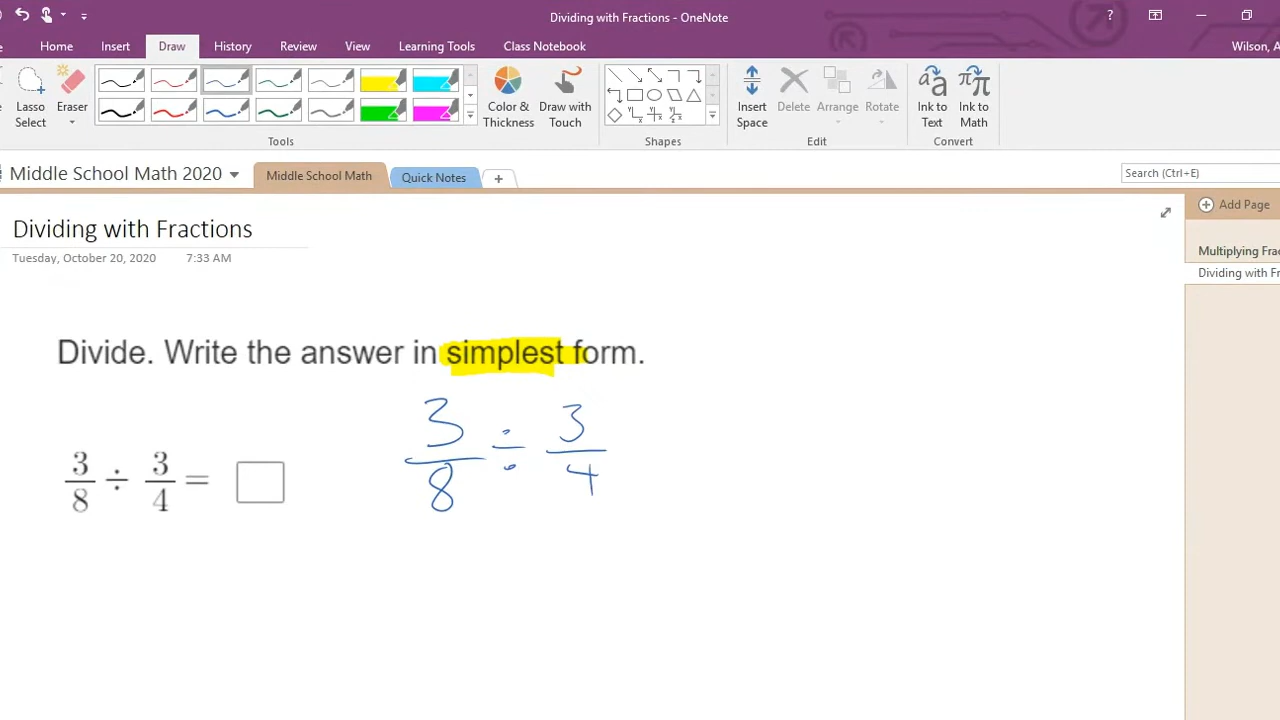 Dividing with Fractions - OneNote
?
Home Insert Draw History Review View Learning Tools Class Notebook
Wilson, A
Lasso Select
Eraser
Color & Thickness
Draw with Touch
Insert Space
Delete
Arrange
Rotate
Ink to Text
Ink to Math
Tools
Shapes
Edit
Convert
Middle School Math 2020
Middle School Math
Quick Notes
+
Search (Ctrl+E)
Add Page
Multiplying Frac
Dividing with Fr
Dividing with Fractions
Tuesday, October 20, 2020 7:33 AM
Divide. Write the answer in simplest form.
3/8 ÷ 3/4 =
3/8 ÷ 3/4